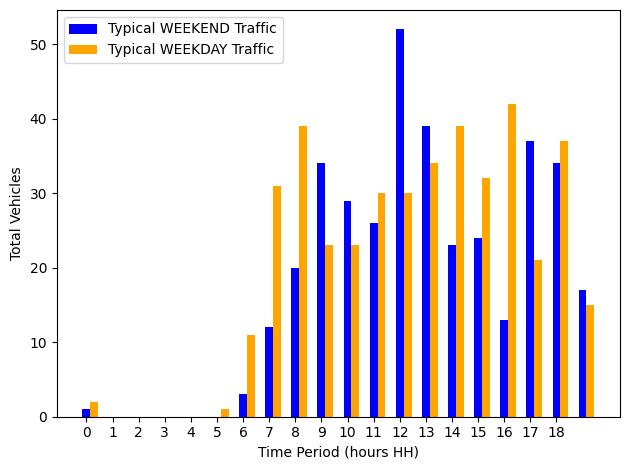 Typical WEEKEND Traffic
Typical WEEKDAY Traffic
50
40
30
20
10
0
Total Vehicles
0 1 2 3 4 5 6 7 8 9 10 11 12 13 14 15 16 17 18
Time Period (hours HH)